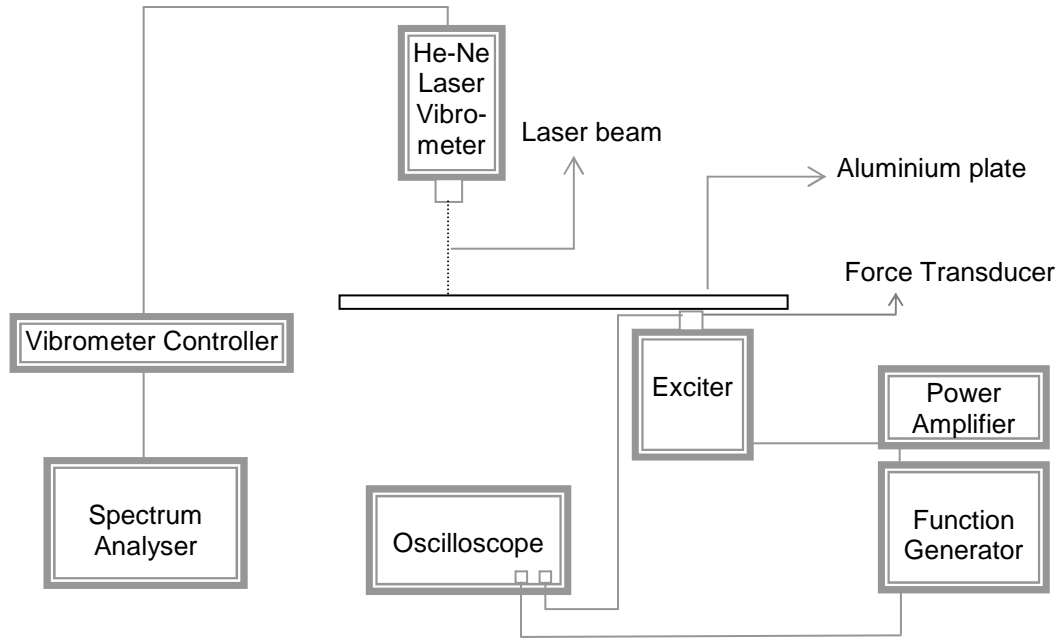 He-Ne
Laser
Vibro-
meter
Laser beam
Aluminium plate
Force Transducer
Vibrometer Controller
Exciter
Power
Amplifier
Spectrum
Analyser
Oscilloscope
Function
Generator